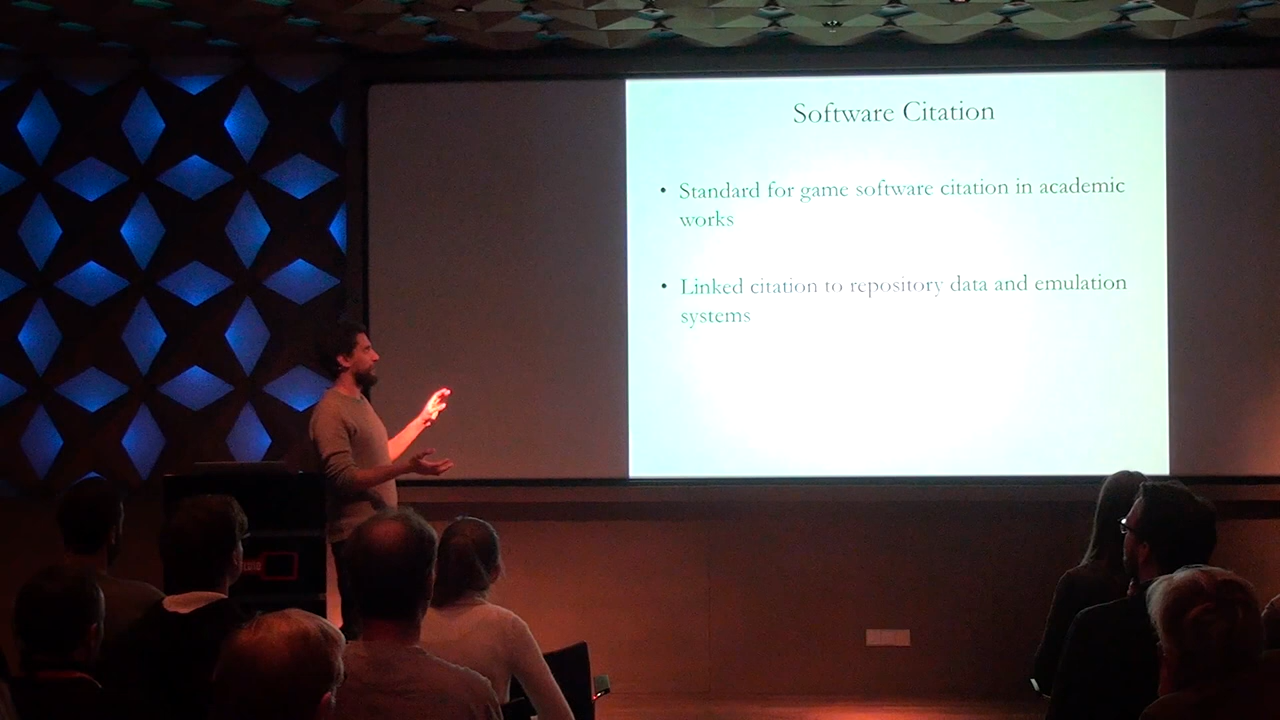 Software Citation
• Standard for game software citation in academic
works
• Linked citation to repository data and emulation
systems